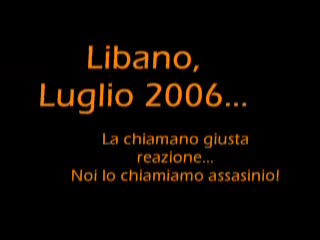 Libano,
Luglio 2006...
La chiamano giusta
reazione...
Noi lo chiamiamo assasinio!